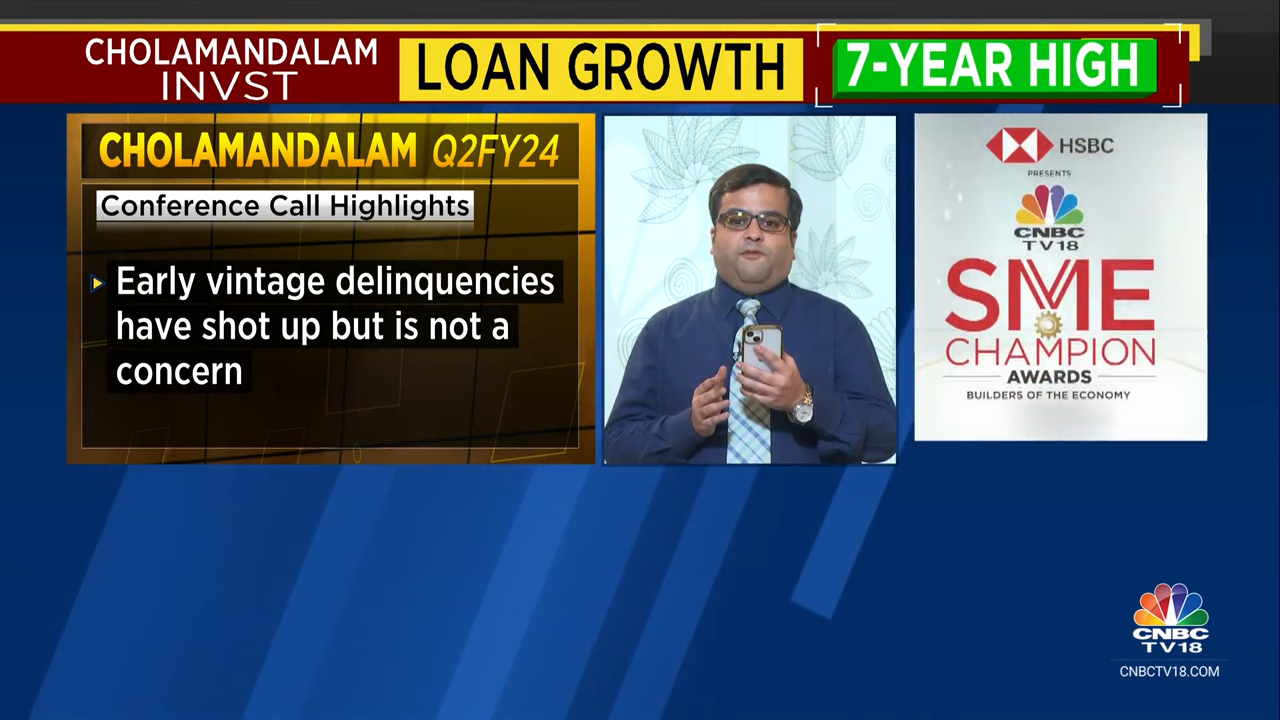 CHOLAMANDALAM
INVST
LOAN GROWTH
7-YEAR HIGH
CHOLAMANDALAM Q2FY24
Conference Call Highlights
Early vintage delinquencies
have shot up but is not a
concern
HSBC
PRESENTS
CNBC
TV18
SME
CHAMPION
AWARDS
BUILDERS OF THE ECONOMY
CNBC
TV18
CNBCTV18.COM